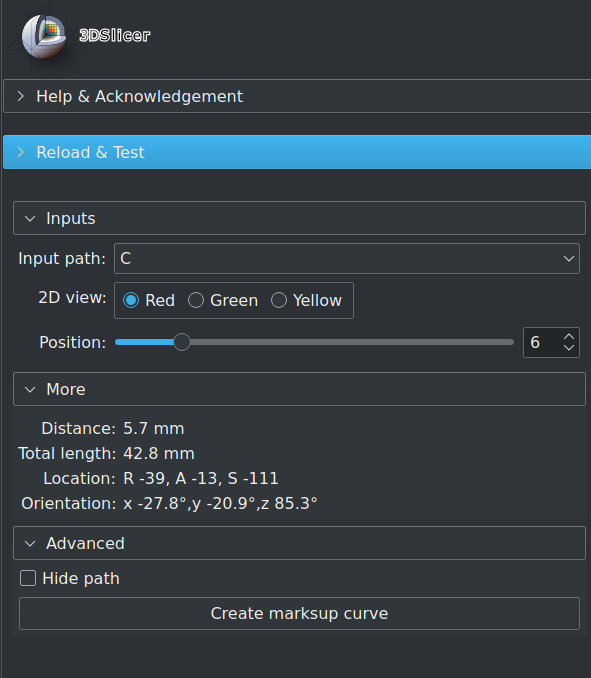 3DSlicer
Help & Acknowledgement
Reload & Test
Inputs
Input path: C
2D view: Red Green Yellow
Position: 6
More
Distance: 5.7 mm
Total length: 42.8 mm
Location: R -39, A -13, S -111
Orientation: x -27.8°,y -20.9°,z 85.3°
Advanced
Hide path
Create marksup curve